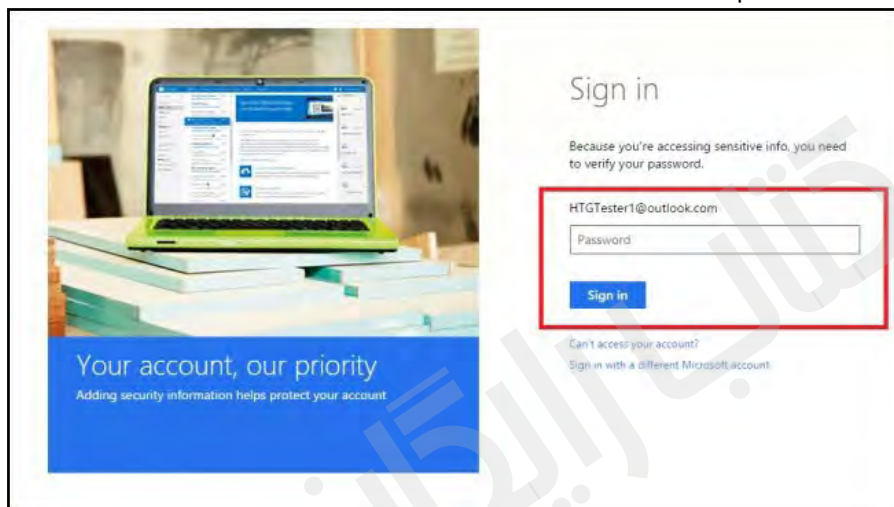 Sign in
Because you're accessing sensitive info, you need
to verify your password.
HTGTester1@outlook.com
Password
Sign in
Can't access your account?
Sign in with a different Microsoft account
Your account, our priority
Adding security information helps protect your account